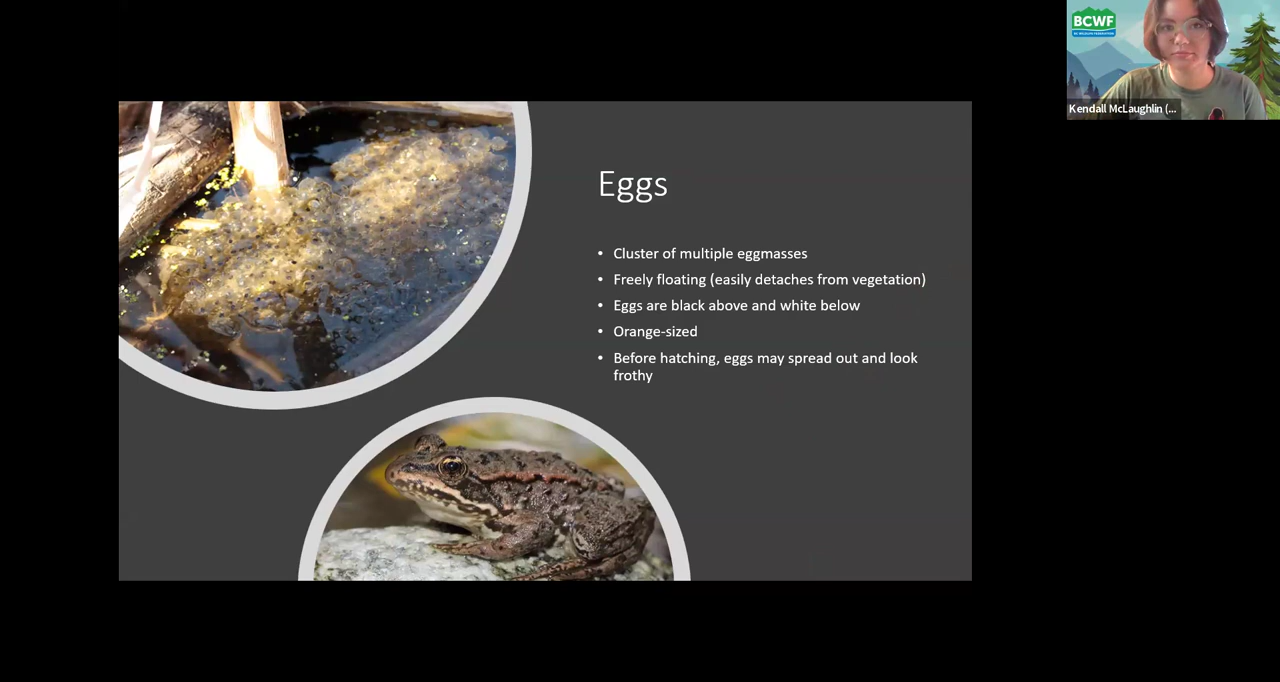 BCWF
Kendall McLaughlin (...
Eggs
• Cluster of multiple eggmasses
• Freely floating (easily detaches from vegetation)
• Eggs are black above and white below
• Orange-sized
• Before hatching, eggs may spread out and look
frothy